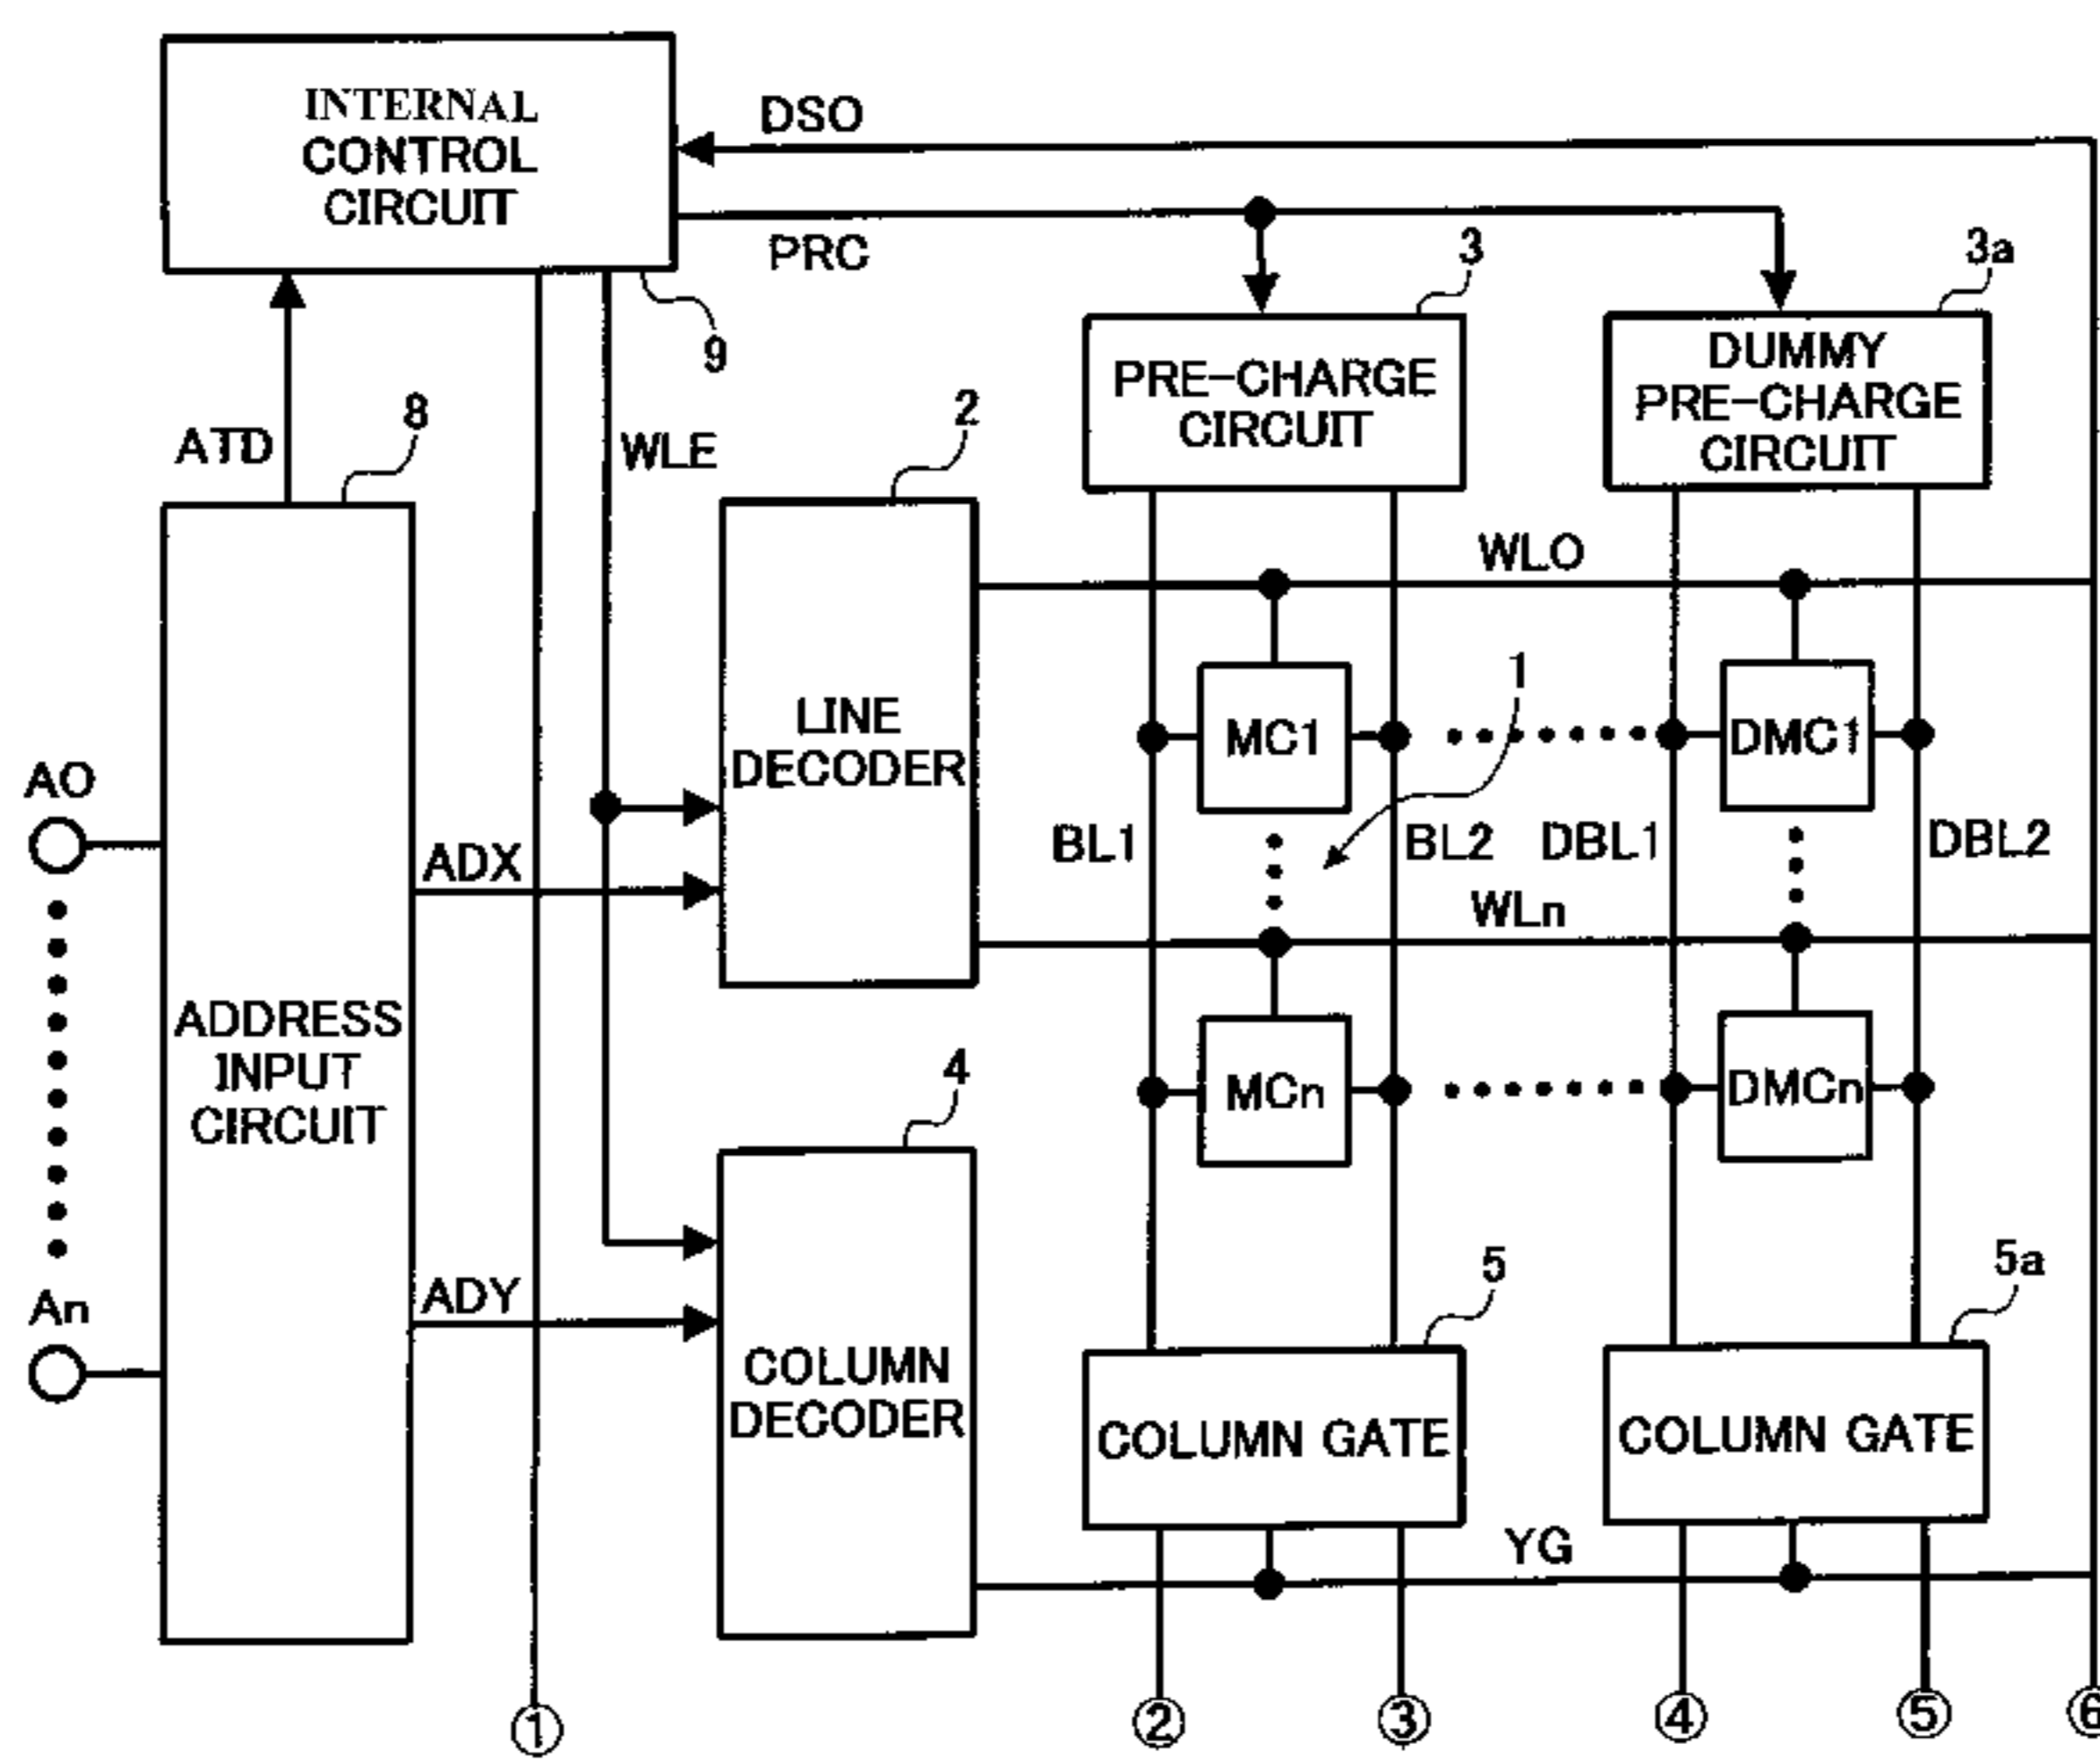 INTERNAL
CONTROL
CIRCUIT
DSO
PRC
9
3
3a
PRE-CHARGE
CIRCUIT
DUMMY
PRE-CHARGE
CIRCUIT
ATD
8
WLE
2
WLO
LINE
DECODER
1
MC1
DMC1
AO
ADX
BL1
BL2
DBL1
DBL2
WLn
ADDRESS
INPUT
CIRCUIT
MCn
DMCn
4
An
ADY
5
5a
COLUMN
DECODER
COLUMN GATE
COLUMN GATE
YG
①
②
③
④
⑤
⑥